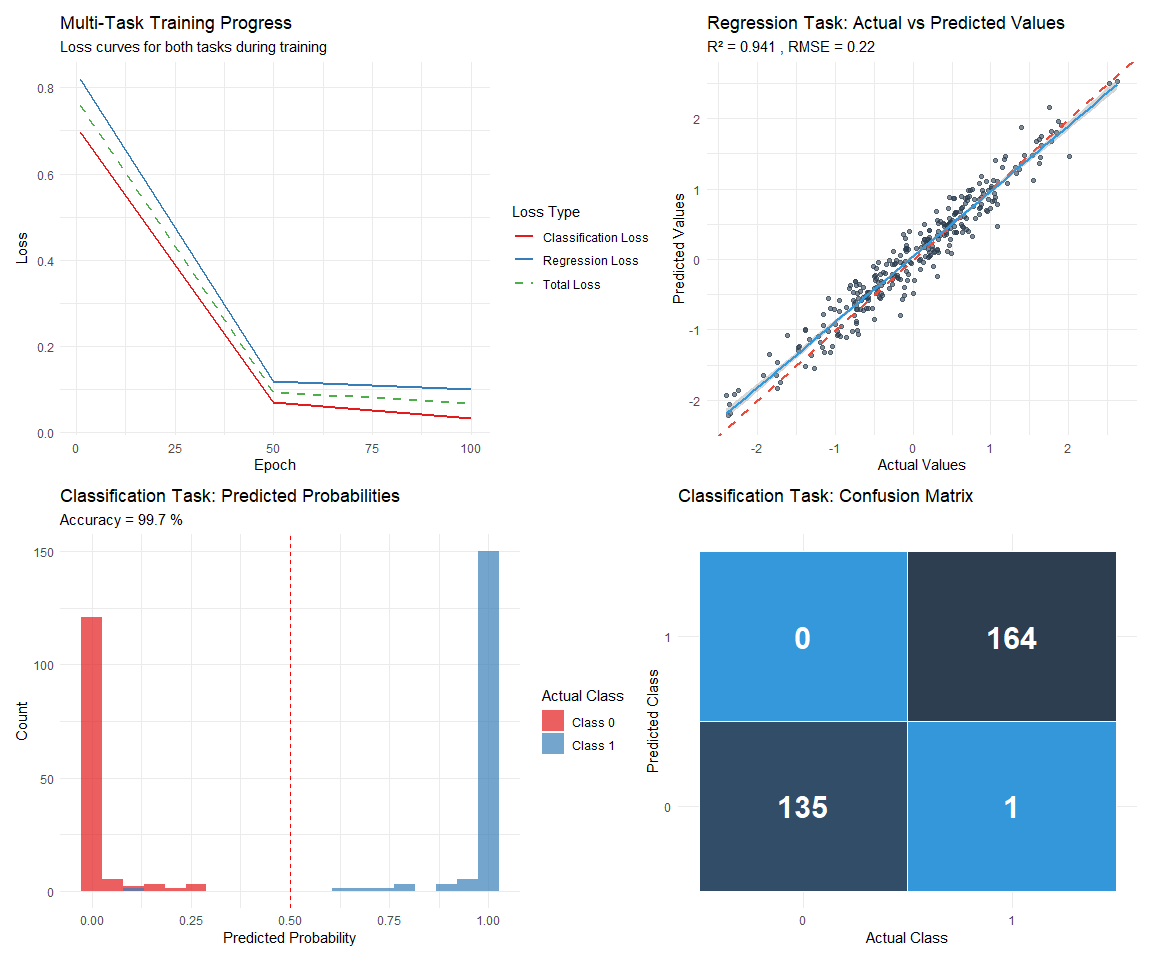 Multi-Task Training Progress
Loss curves for both tasks during training
Loss
0.8
0.6
0.4
0.2
0.0
0
25
50
75
100
Epoch
Loss Type
Classification Loss
Regression Loss
Total Loss
Regression Task: Actual vs Predicted Values
R² = 0.941 , RMSE = 0.22
Predicted Values
2
1
0
-1
-2
-2
-1
0
1
2
Actual Values
Classification Task: Predicted Probabilities
Accuracy = 99.7 %
Count
150
100
50
0
0.00
0.25
0.50
0.75
1.00
Predicted Probability
Actual Class
Class 0
Class 1
Classification Task: Confusion Matrix
Predicted Class
1
0
0
164
135
1
0
1
Actual Class